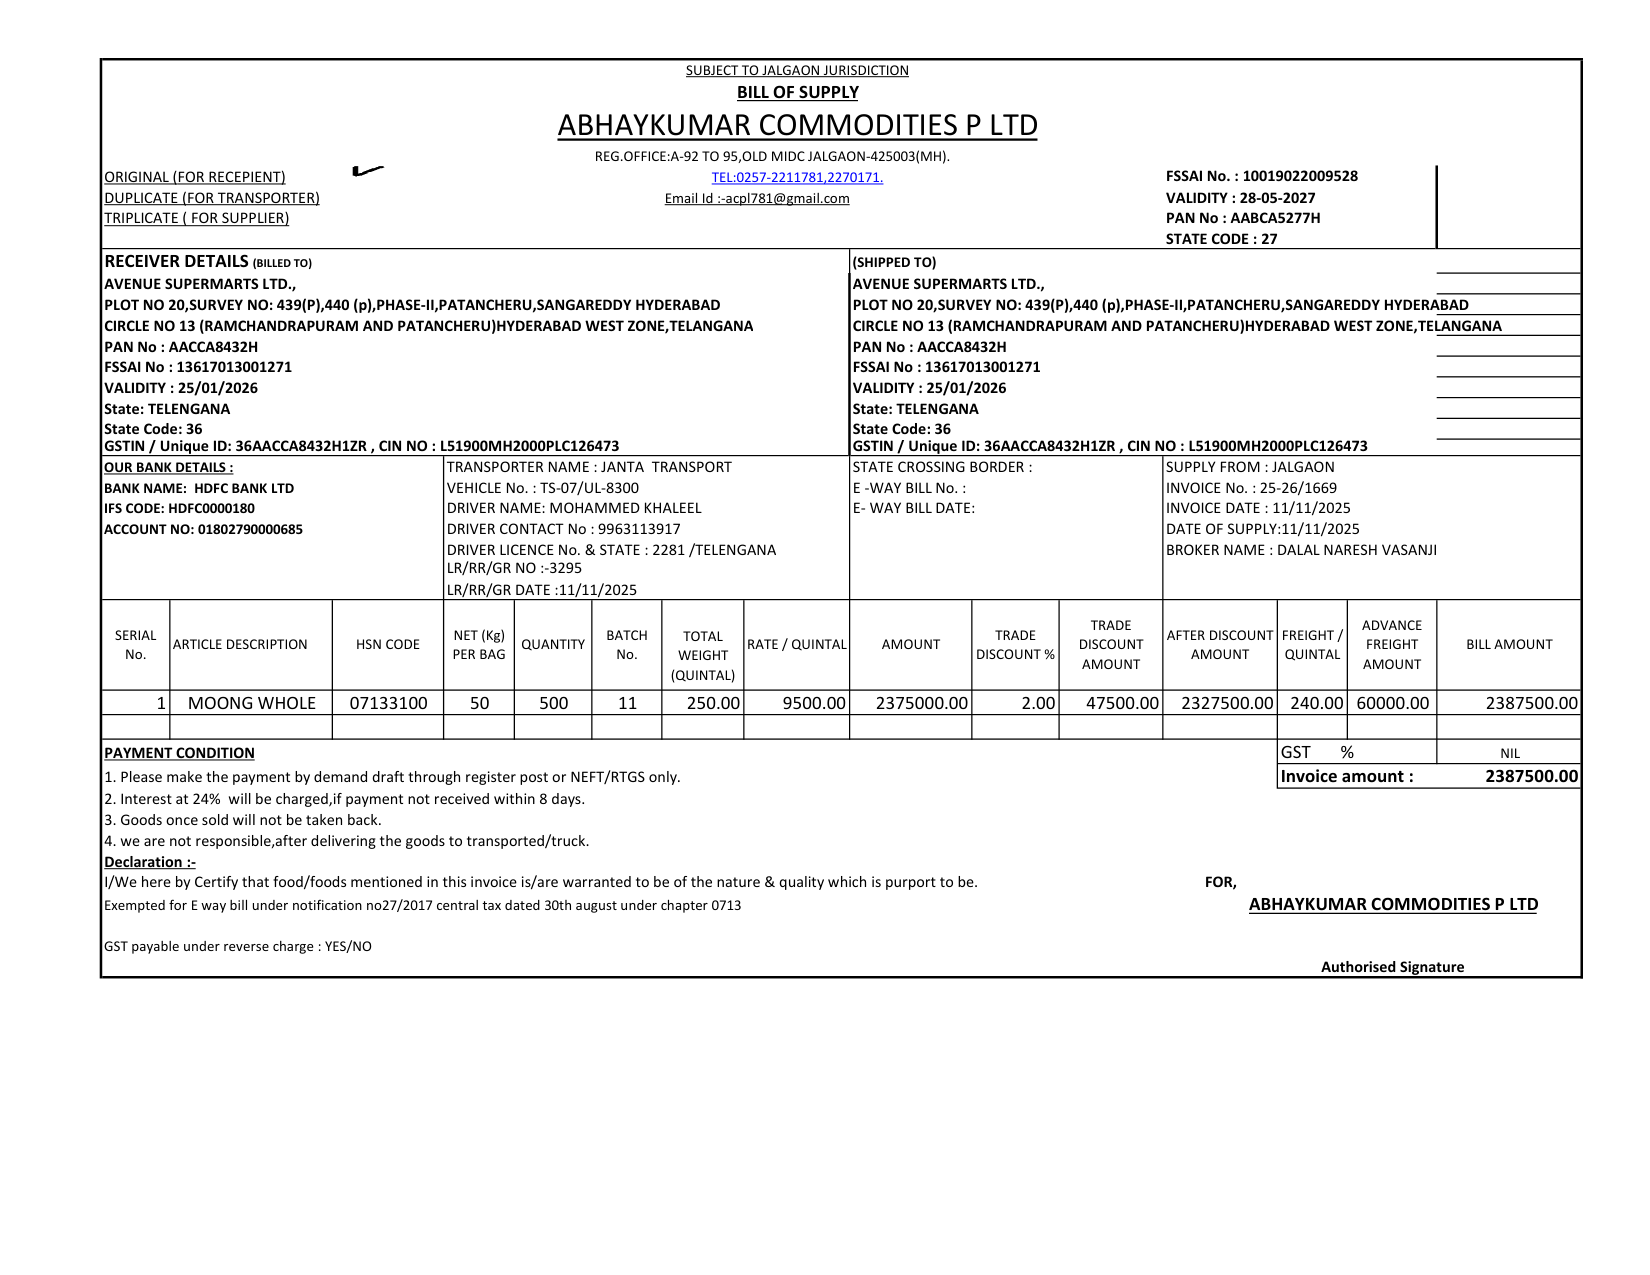 SUBJECT TO JALGAON JURISDICTION
BILL OF SUPPLY
ABHAYKUMAR COMMODITIES P LTD
REG.OFFICE:A-92 TO 95,OLD MIDC JALGAON-425003(MH).
ORIGINAL (FOR RECEPIENT) TEL:0257-2211781,2270171. FSSAI No. : 10019022009528
DUPLICATE (FOR TRANSPORTER) Email Id :-acpl781@gmail.com VALIDITY : 28-05-2027
TRIPLICATE ( FOR SUPPLIER) PAN No : AABCA5277H
STATE CODE : 27
RECEIVER DETAILS (BILLED TO)
AVENUE SUPERMARTS LTD.,
PLOT NO 20,SURVEY NO: 439(P),440 (p),PHASE-II,PATANCHERU,SANGAREDDY HYDERABAD
CIRCLE NO 13 (RAMCHANDRAPURAM AND PATANCHERU)HYDERABAD WEST ZONE,TELANGANA
PAN No : AACCA8432H
FSSAI No : 13617013001271
VALIDITY : 25/01/2026
State: TELENGANA
State Code: 36
GSTIN / Unique ID: 36AACCA8432H1ZR , CIN NO : L51900MH2000PLC126473
(SHIPPED TO)
AVENUE SUPERMARTS LTD.,
PLOT NO 20,SURVEY NO: 439(P),440 (p),PHASE-II,PATANCHERU,SANGAREDDY HYDERABAD
CIRCLE NO 13 (RAMCHANDRAPURAM AND PATANCHERU)HYDERABAD WEST ZONE,TELANGANA
PAN No : AACCA8432H
FSSAI No : 13617013001271
VALIDITY : 25/01/2026
State: TELENGANA
State Code: 36
GSTIN / Unique ID: 36AACCA8432H1ZR , CIN NO : L51900MH2000PLC126473
OUR BANK DETAILS :
BANK NAME: HDFC BANK LTD
IFS CODE: HDFC0000180
ACCOUNT NO: 01802790000685
TRANSPORTER NAME : JANTA TRANSPORT
VEHICLE No. : TS-07/UL-8300
DRIVER NAME: MOHAMMED KHALEEL
DRIVER CONTACT No : 9963113917
DRIVER LICENCE No. & STATE : 2281 /TELENGANA
LR/RR/GR NO :-3295
LR/RR/GR DATE :11/11/2025
STATE CROSSING BORDER :
E -WAY BILL No. :
E- WAY BILL DATE:
SUPPLY FROM : JALGAON
INVOICE No. : 25-26/1669
INVOICE DATE : 11/11/2025
DATE OF SUPPLY:11/11/2025
BROKER NAME : DALAL NARESH VASANJI
SERIAL No. ARTICLE DESCRIPTION HSN CODE NET (Kg) PER BAG QUANTITY BATCH No. TOTAL WEIGHT (QUINTAL) RATE / QUINTAL AMOUNT TRADE DISCOUNT % TRADE DISCOUNT AMOUNT AFTER DISCOUNT AMOUNT FREIGHT / QUINTAL ADVANCE FREIGHT AMOUNT BILL AMOUNT
1 MOONG WHOLE 07133100 50 500 11 250.00 9500.00 2375000.00 2.00 47500.00 2327500.00 240.00 60000.00 2387500.00
PAYMENT CONDITION GST % NIL
1. Please make the payment by demand draft through register post or NEFT/RTGS only. Invoice amount : 2387500.00
2. Interest at 24% will be charged,if payment not received within 8 days.
3. Goods once sold will not be taken back.
4. we are not responsible,after delivering the goods to transported/truck.
Declaration :-
I/We here by Certify that food/foods mentioned in this invoice is/are warranted to be of the nature & quality which is purport to be. FOR,
Exempted for E way bill under notification no27/2017 central tax dated 30th august under chapter 0713 ABHAYKUMAR COMMODITIES P LTD
GST payable under reverse charge : YES/NO
Authorised Signature